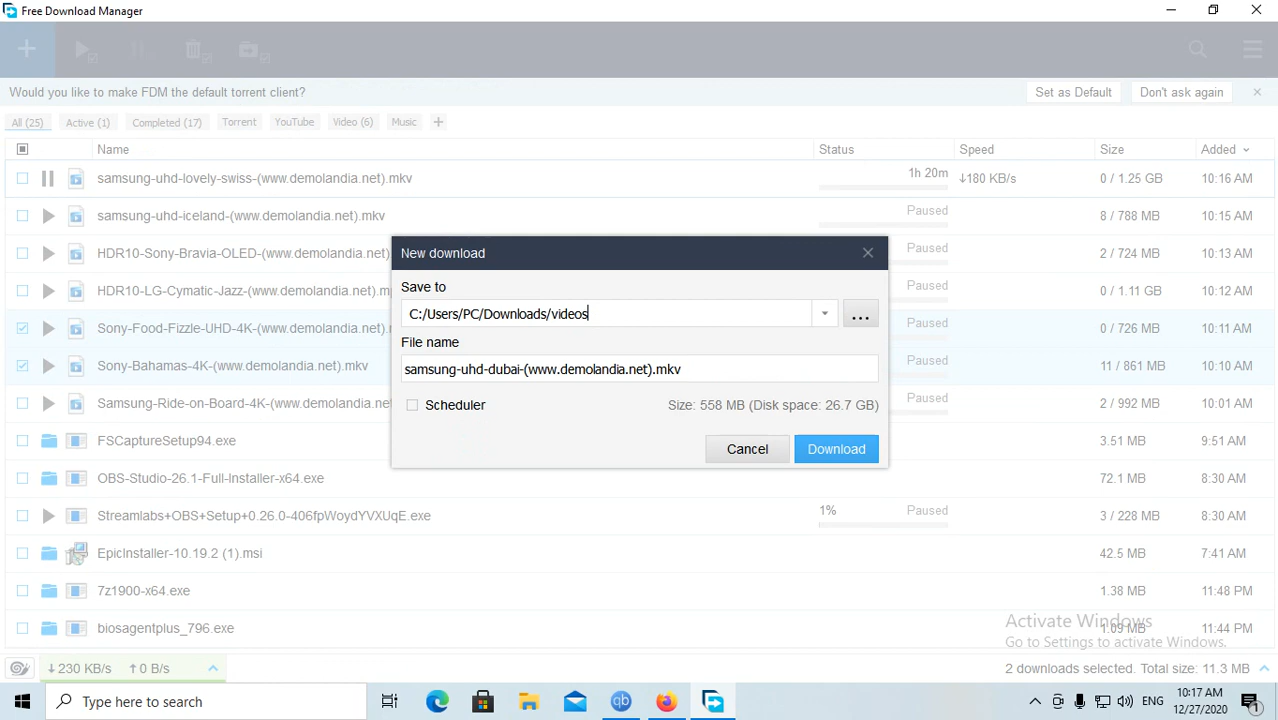 Free Download Manager
Would you like to make FDM the default torrent client? Set as Default Don't ask again
All (25) Active (1) Completed (17) Torrent YouTube Video (6) Music +
Name Status Speed Size Added
samsung-uhd-lovely-swiss-(www.demolandia.net).mkv 1h 20m ↓180 KB/s 0 / 1.25 GB 10:16 AM
samsung-uhd-iceland-(www.demolandia.net).mkv Paused 8 / 788 MB 10:15 AM
HDR10-Sony-Bravia-OLED-(www.demolandia.net) Paused 2 / 724 MB 10:13 AM
HDR10-LG-Cymatic-Jazz-(www.demolandia.net).m Paused 0 / 1.11 GB 10:12 AM
Sony-Food-Fizzle-UHD-4K-(www.demolandia.net). Paused 0 / 726 MB 10:11 AM
Sony-Bahamas-4K-(www.demolandia.net).mkv Paused 11 / 861 MB 10:10 AM
Samsung-Ride-on-Board-4K-(www.demolandia.net Paused 2 / 992 MB 10:01 AM
New download
Save to
C:/Users/PC/Downloads/videos ...
File name
samsung-uhd-dubai-(www.demolandia.net).mkv
Scheduler Size: 558 MB (Disk space: 26.7 GB)
Cancel Download
FSCaptureSetup94.exe 3.51 MB 9:51 AM
OBS-Studio-26.1-Full-Installer-x64.exe 72.1 MB 8:30 AM
Streamlabs+OBS+Setup+0.26.0-406fpWoydYVXUqE.exe 1% Paused 3 / 228 MB 8:30 AM
EpicInstaller-10.19.2 (1).msi 42.5 MB 7:41 AM
7z1900-x64.exe 1.38 MB 11:48 PM
biosagentplus_796.exe 1.09 MB 11:44 PM
Activate Windows
Go to Settings to activate Windows.
↓230 KB/s ↑0 B/s 2 downloads selected. Total size: 11.3 MB
Type here to search qb ENG 10:17 AM
12/27/2020 1